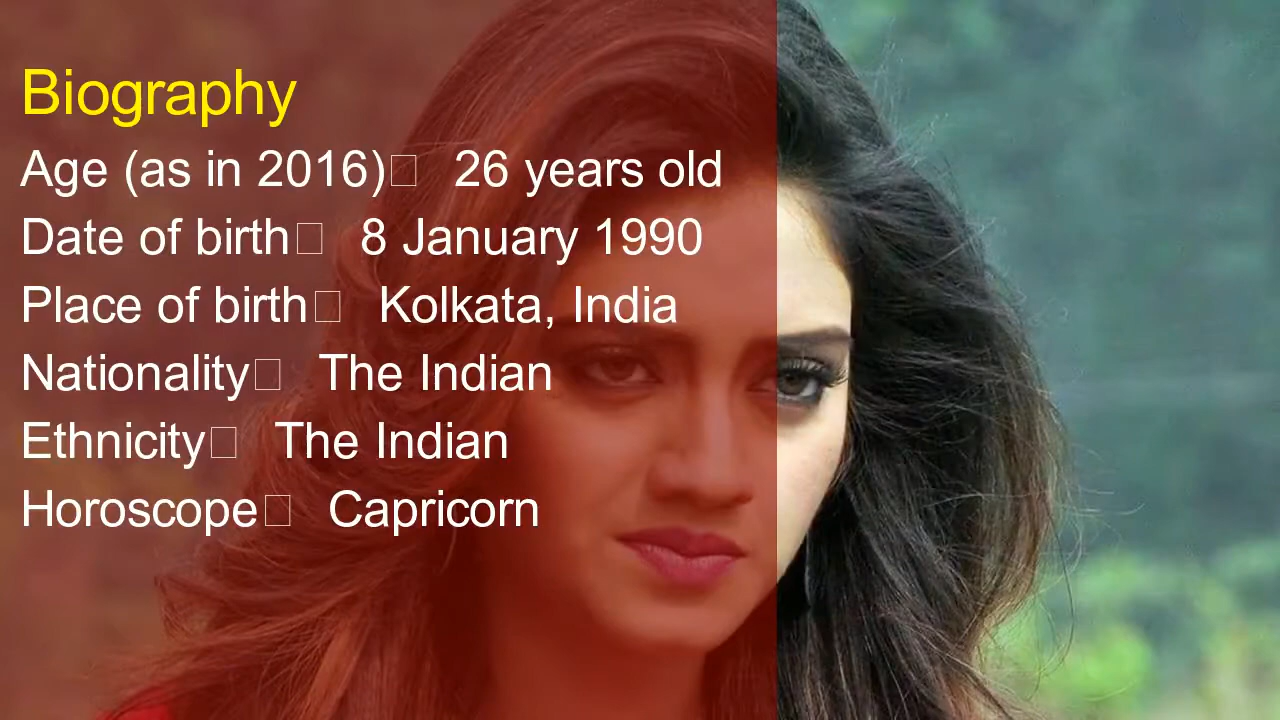 Biography
Age (as in 2016)□ 26 years old
Date of birth□ 8 January 1990
Place of birth□ Kolkata, India
Nationality□ The Indian
Ethnicity□ The Indian
Horoscope□ Capricorn